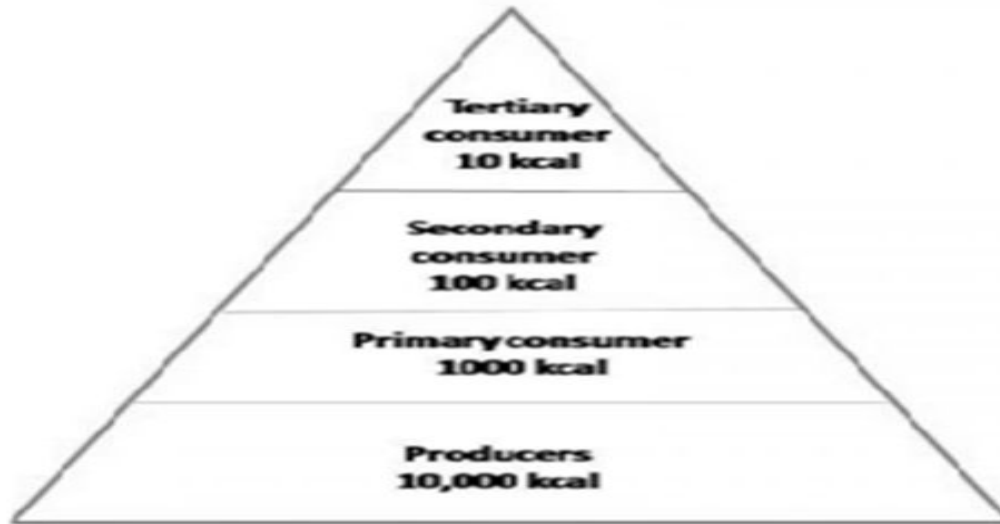 Tertiary
consumer
10 kcal
Secondary
consumer
100 kcal
Primary consumer
1000 kcal
Producers
10,000 kcal